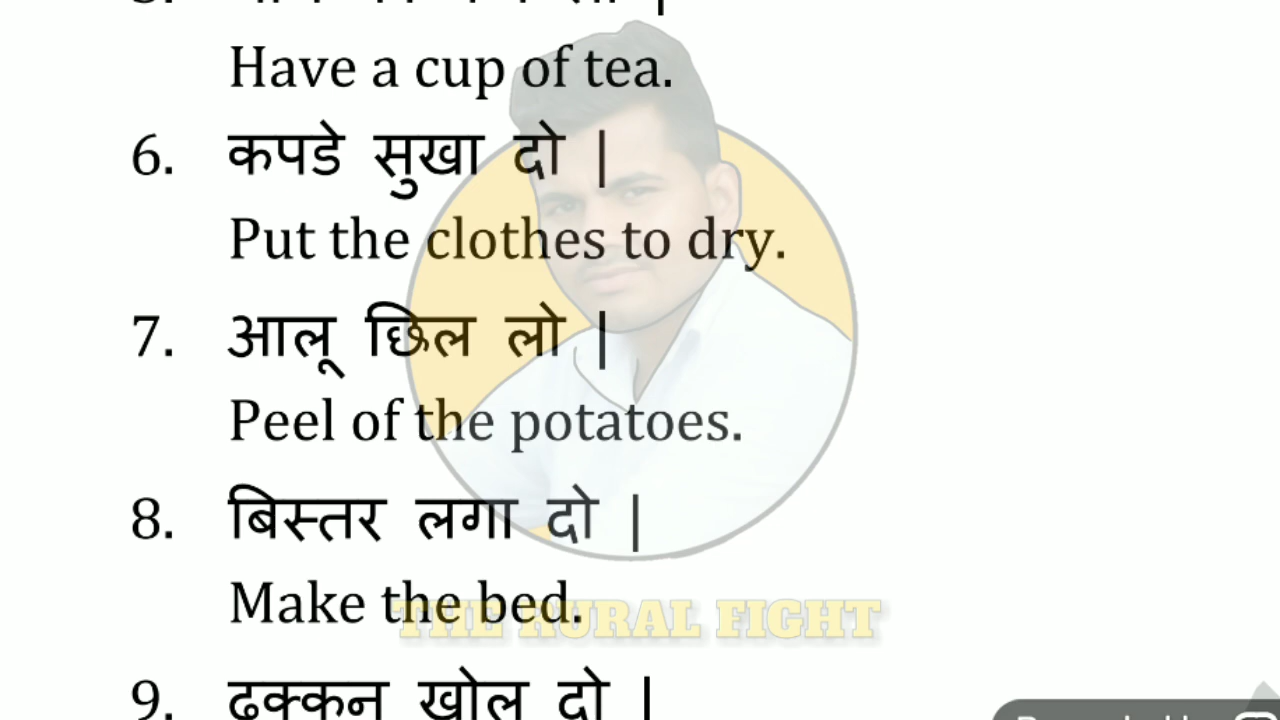 Have a cup of tea.
6. कपडे सुखा दो |
Put the clothes to dry.
7. आलू छिल लो |
Peel of the potatoes.
8. बिस्तर लगा दो |
Make the bed.
THE RURAL FIGHT
9. ढक्कन खोल दो |